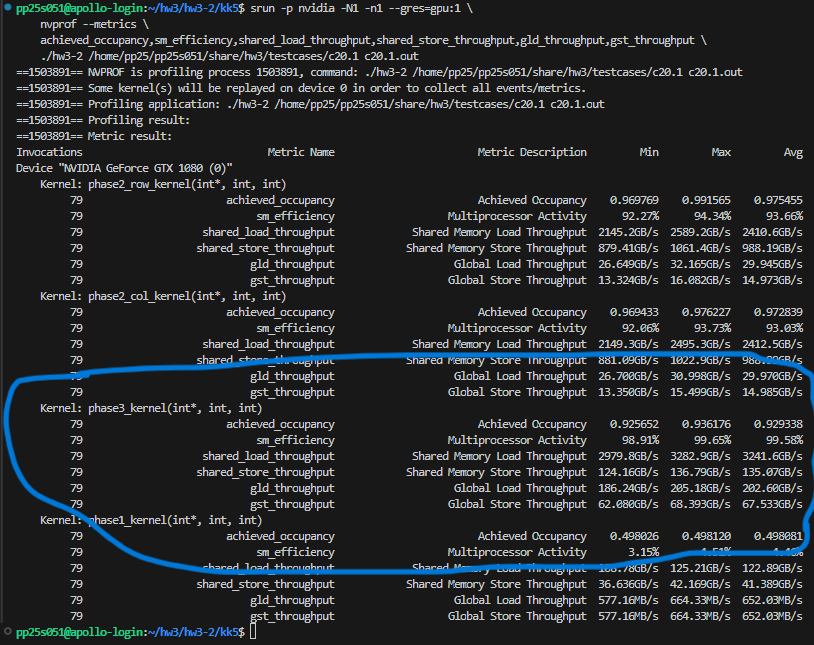 pp25s051@apollo-login:~/hw3/hw3-2/kk5$ srun -p nvidia -N1 -n1 --gres=gpu:1 \
nvprof --metrics \
achieved_occupancy,sm_efficiency,shared_load_throughput,shared_store_throughput,gld_throughput,gst_throughput \
./hw3-2 /home/pp25/pp25s051/share/hw3/testcases/c20.1 c20.1.out
==1503891== NVPROF is profiling process 1503891, command: ./hw3-2 /home/pp25/pp25s051/share/hw3/testcases/c20.1 c20.1.out
==1503891== Some kernel(s) will be replayed on device 0 in order to collect all events/metrics.
==1503891== Profiling application: ./hw3-2 /home/pp25/pp25s051/share/hw3/testcases/c20.1 c20.1.out
==1503891== Profiling result:
==1503891== Metric result:
Invocations Metric Name Metric Description Min Max Avg
Device "NVIDIA GeForce GTX 1080 (0)"
Kernel: phase2_row_kernel(int*, int, int)
79 achieved_occupancy Achieved Occupancy 0.969769 0.991565 0.975455
79 sm_efficiency Multiprocessor Activity 92.27% 94.34% 93.66%
79 shared_load_throughput Shared Memory Load Throughput 2145.2GB/s 2589.2GB/s 2410.6GB/s
79 shared_store_throughput Shared Memory Store Throughput 879.41GB/s 1061.4GB/s 988.19GB/s
79 gld_throughput Global Load Throughput 26.649GB/s 32.165GB/s 29.945GB/s
79 gst_throughput Global Store Throughput 13.324GB/s 16.082GB/s 14.973GB/s
Kernel: phase2_col_kernel(int*, int, int)
79 achieved_occupancy Achieved Occupancy 0.969433 0.976227 0.972839
79 sm_efficiency Multiprocessor Activity 92.06% 93.73% 93.03%
79 shared_load_throughput Shared Memory Load Throughput 2149.3GB/s 2495.3GB/s 2412.5GB/s
79 shared_store_throughput Shared Memory Store Throughput 881.09GB/s 1022.9GB/s
79 gld_throughput Global Load Throughput 26.700GB/s 30.998GB/s 29.970GB/s
79 gst_throughput Global Store Throughput 13.350GB/s 15.499GB/s 14.985GB/s
Kernel: phase3_kernel(int*, int, int)
79 achieved_occupancy Achieved Occupancy 0.925652 0.936176 0.929338
79 sm_efficiency Multiprocessor Activity 98.91% 99.65% 99.58%
79 shared_load_throughput Shared Memory Load Throughput 2979.8GB/s 3282.9GB/s 3241.6GB/s
79 shared_store_throughput Shared Memory Store Throughput 124.16GB/s 136.79GB/s 135.07GB/s
79 gld_throughput Global Load Throughput 186.24GB/s 205.18GB/s 202.60GB/s
79 gst_throughput Global Store Throughput 62.080GB/s 68.393GB/s 67.533GB/s
Kernel: phase1_kernel(int*, int, int)
79 achieved_occupancy Achieved Occupancy 0.498026 0.498120 0.498081
79 sm_efficiency Multiprocessor Activity 3.15%
79 shared_load_throughput Shared Memory Load Throughput 125.21GB/s 122.89GB/s
79 shared_store_throughput Shared Memory Store Throughput 36.636GB/s 42.169GB/s 41.389GB/s
79 gld_throughput Global Load Throughput 577.16MB/s 664.33MB/s 652.03MB/s
79 gst_throughput Global Store Throughput 577.16MB/s 664.33MB/s 652.03MB/s
pp25s051@apollo-login:~/hw3/hw3-2/kk5$